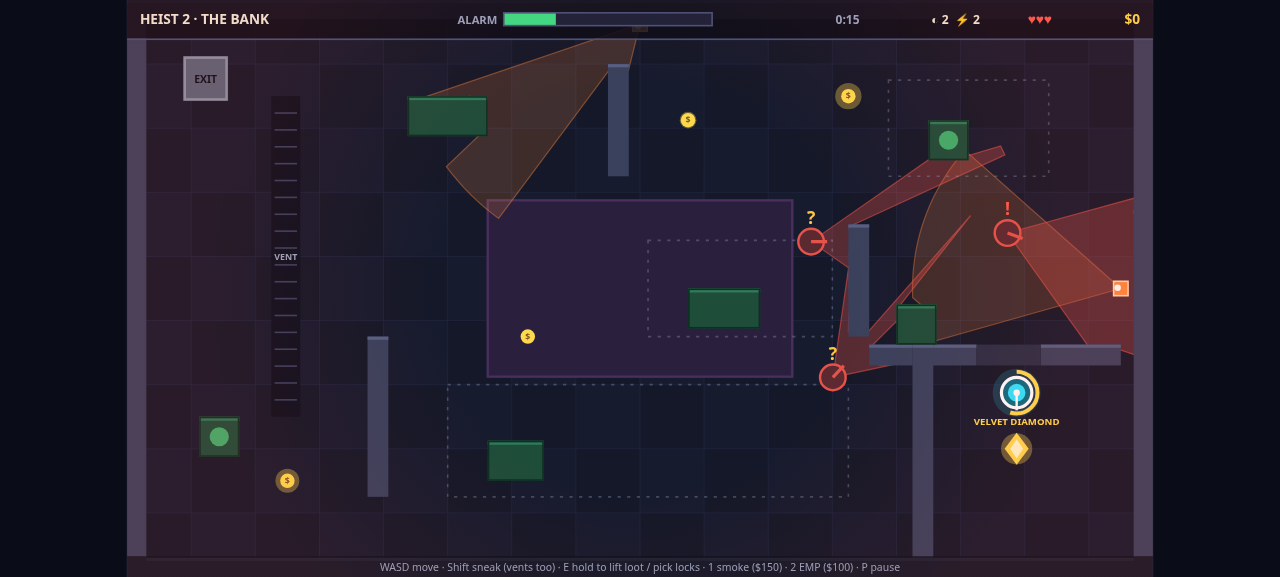 HEIST 2 · THE BANK
ALARM
0:15
2 ⚡ 2
♥♥♥
$0
EXIT
$
$
?
!
VENT
$
?
VELVET DIAMOND
$
WASD move · Shift sneak (vents too) · E hold to lift loot / pick locks · 1 smoke ($150) · 2 EMP ($100) · P pause